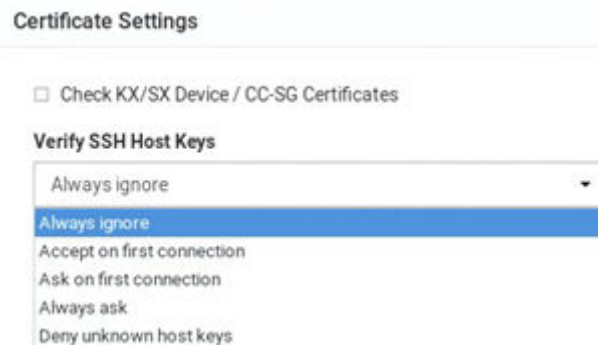 Certificate Settings
Check KX/SX Device / CC-SG Certificates
Verify SSH Host Keys
Always ignore
Always ignore
Accept on first connection
Ask on first connection
Always ask
Deny unknown host keys